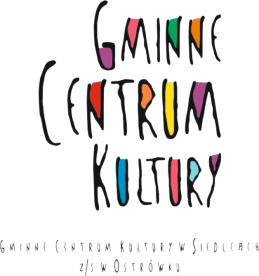 GMINNE
CENTRUM
KULTURY
GMINNE CENTRUM KULTURY W SIEDLCACH
Z/S W OSTRÓWKU